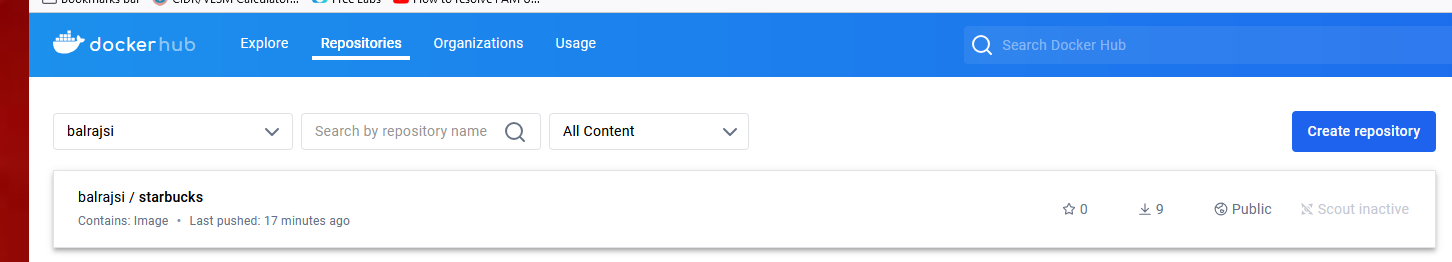 Bookmarks bar CIDR/VLSM Calculator... Free Labs How to resolve
dockerhub Explore Repositories Organizations Usage Search Docker Hub
balrajsi Search by repository name All Content Create repository
balrajsi / starbucks
Contains: Image • Last pushed: 17 minutes ago
0 9 Public Scout inactive